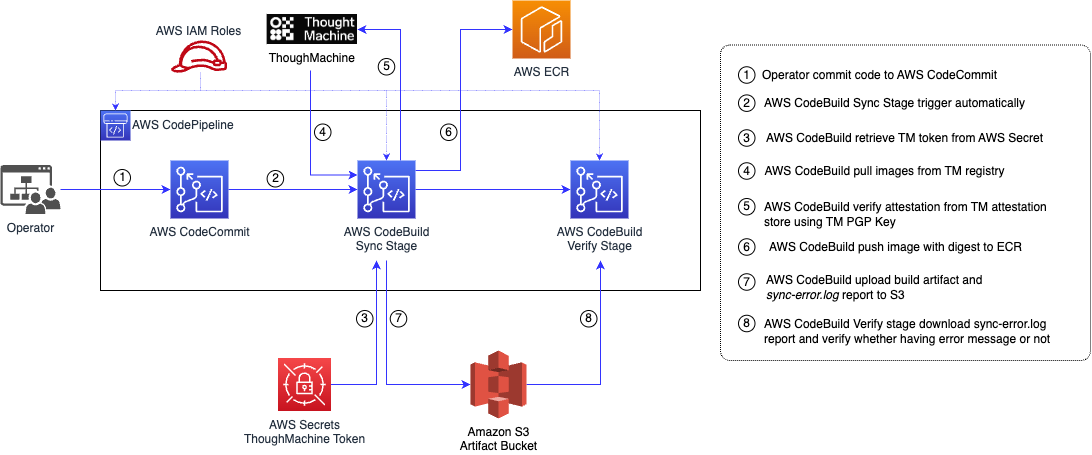 AWS IAM Roles
Thought
Machine
ThoughMachine
AWS ECR
5
4
6
AWS CodePipeline
1
2
Operator
AWS CodeCommit
AWS CodeBuild
Sync Stage
AWS CodeBuild
Verify Stage
3
7
8
AWS Secrets
ThoughMachine Token
Amazon S3
Artifact Bucket
1 Operator commit code to AWS CodeCommit
2 AWS CodeBuild Sync Stage trigger automatically
3 AWS CodeBuild retrieve TM token from AWS Secret
4 AWS CodeBuild pull images from TM registry
5 AWS CodeBuild verify attestation from TM attestation
store using TM PGP Key
6 AWS CodeBuild push image with digest to ECR
7 AWS CodeBuild upload build artifact and
sync-error.log report to S3
8 AWS CodeBuild Verify stage download sync-error.log
report and verify whether having error message or not